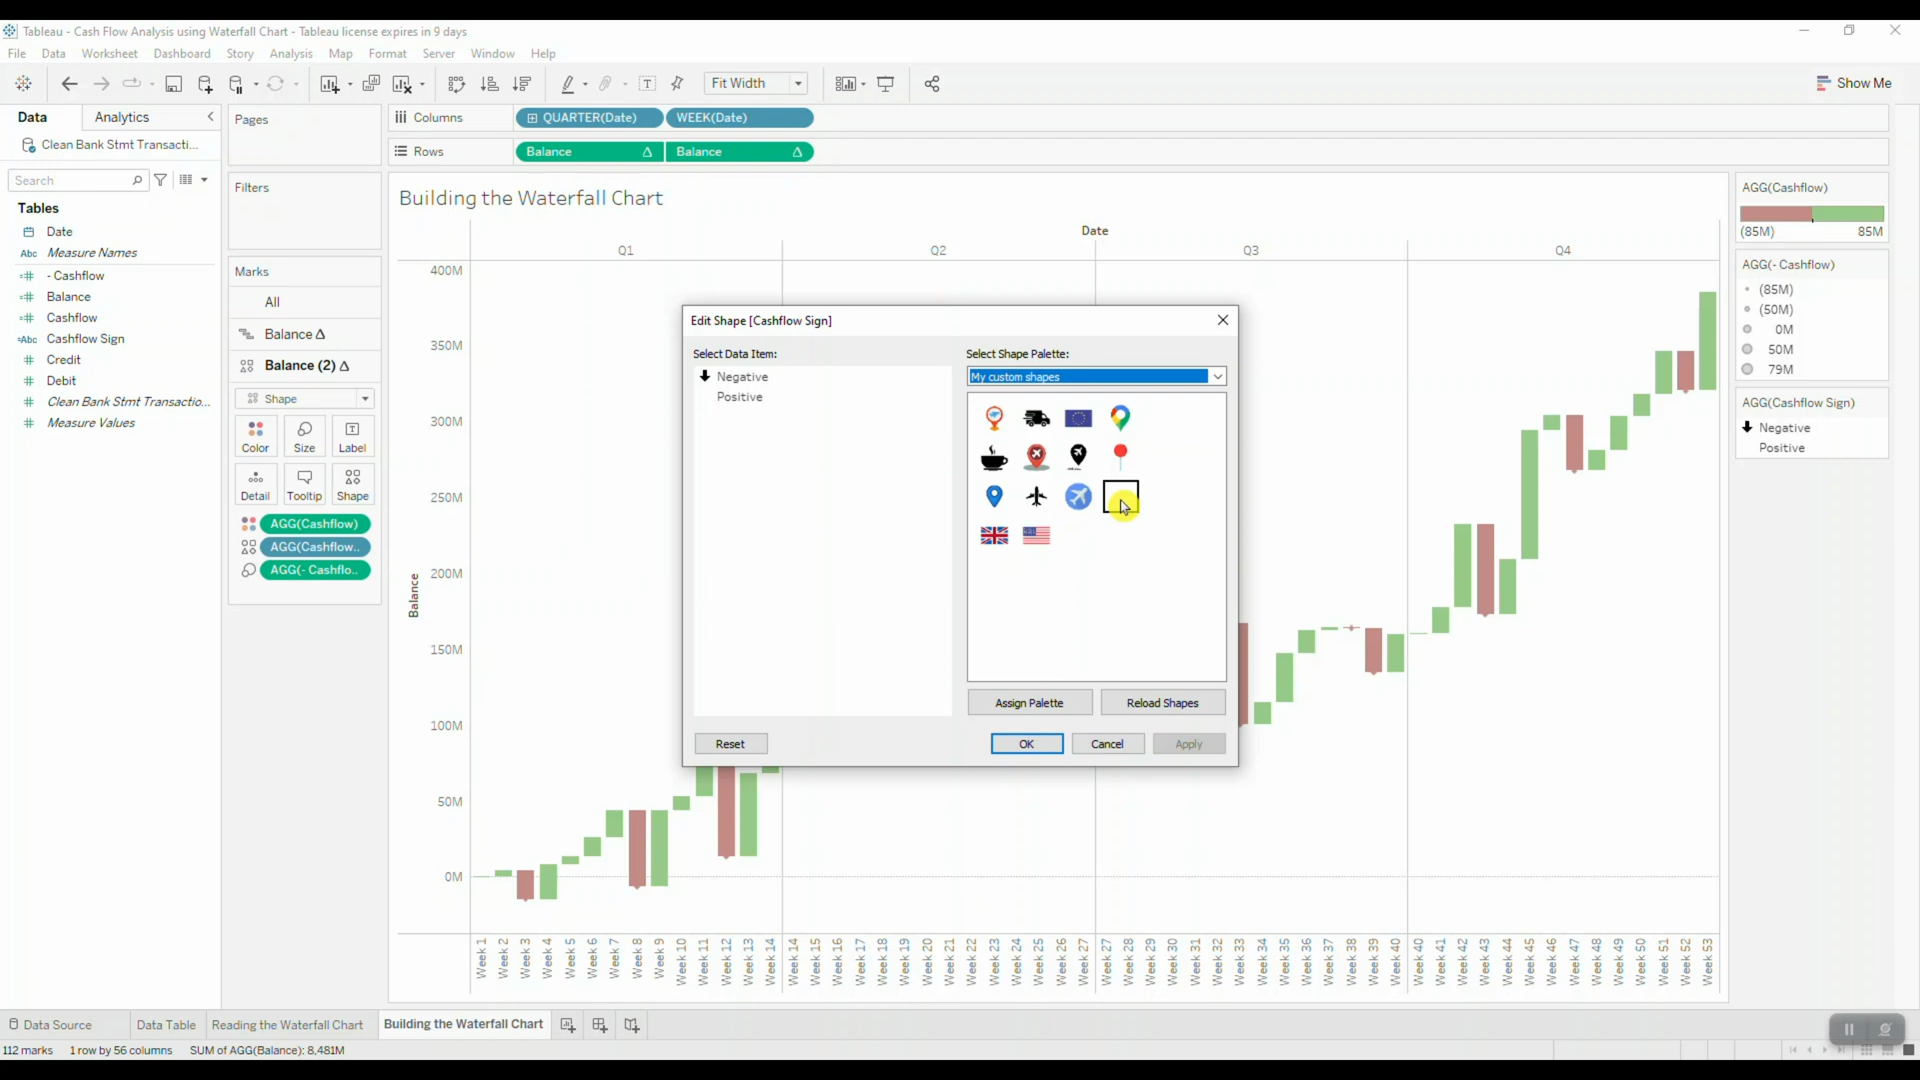 Tableau - Cash Flow Analysis using Waterfall Chart - Tableau license expires in 9 days
File Data Worksheet Dashboard Story Analysis Map Format Server Window Help
Fit Width
Show Me
Data Analytics
Pages
Columns QUARTER(Date) WEEK(Date)
Clean Bank Stmt Transacti...
Rows Balance Balance
Search
Filters
AGG(Cashflow)
Building the Waterfall Chart
Tables
Date
(85M) 85M
Date
Q1 Q2 Q3 Q4
Abc Measure Names
Marks
AGG(- Cashflow)
400M
350M
300M
250M
200M
150M
100M
50M
0M
Balance
- Cashflow
Balance
Cashflow
Abc Cashflow Sign
Credit
Debit
Clean Bank Stmt Transactio...
Measure Values
All
Balance
Balance (2)
Shape
Color Size Label
Detail Tooltip Shape
AGG(Cashflow)
AGG(Cashflow..
AGG(- Cashflo..
(85M)
(50M)
0M
50M
79M
AGG(Cashflow Sign)
Negative
Positive
Edit Shape [Cashflow Sign]
Select Data Item:
Negative
Positive
Select Shape Palette:
My custom shapes
Assign Palette Reload Shapes
Reset OK Cancel Apply
Week 1 Week 2 Week 3 Week 4 Week 5 Week 6 Week 7 Week 8 Week 9 Week 10 Week 11 Week 12 Week 13 Week 14 Week 14 Week 15 Week 16 Week 17 Week 18 Week 19 Week 20 Week 21 Week 22 Week 23 Week 24 Week 25 Week 26 Week 27 Week 27 Week 28 Week 29 Week 30 Week 31 Week 32 Week 33 Week 34 Week 35 Week 36 Week 37 Week 38 Week 39 Week 40 Week 40 Week 41 Week 42 Week 43 Week 44 Week 45 Week 46 Week 47 Week 48 Week 49 Week 50 Week 51 Week 52 Week 53
Data Source Data Table Reading the Waterfall Chart Building the Waterfall Chart
112 marks 1 row by 56 columns SUM of AGG(Balance): 8,481M